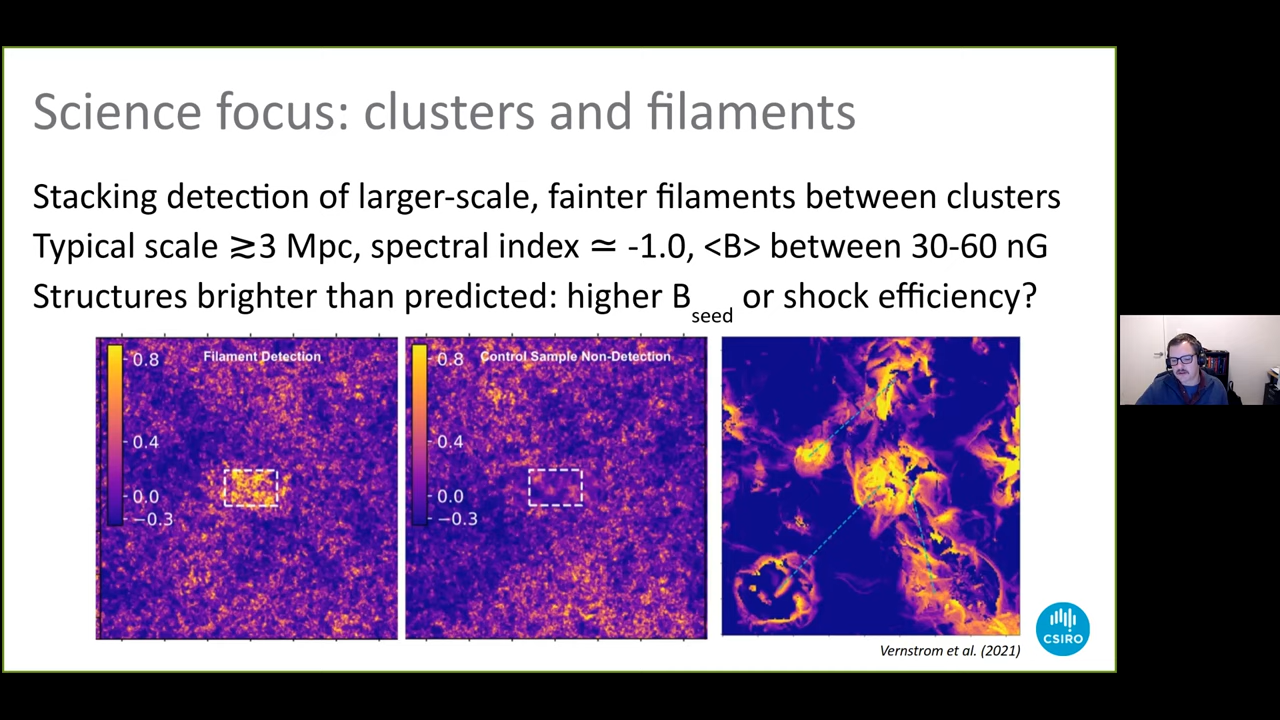 Science focus: clusters and filaments
Stacking detection of larger-scale, fainter filaments between clusters
Typical scale ≳3 Mpc, spectral index ≃ -1.0, <B> between 30-60 nG
Structures brighter than predicted: higher Bseed or shock efficiency?
Filament Detection
0.8
0.4
0.0
−0.3
Control Sample Non-Detection
0.8
0.4
0.0
−0.3
CSIRO
Vernstrom et al. (2021)